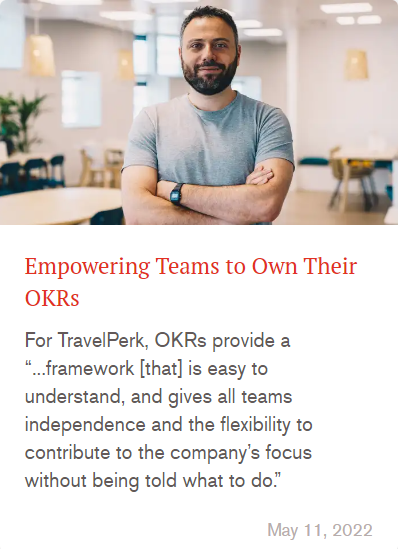 Empowering Teams to Own Their
OKRs
For TravelPerk, OKRs provide a
“...framework [that] is easy to
understand, and gives all teams
independence and the flexibility to
contribute to the company’s focus
without being told what to do.”
May 11, 2022